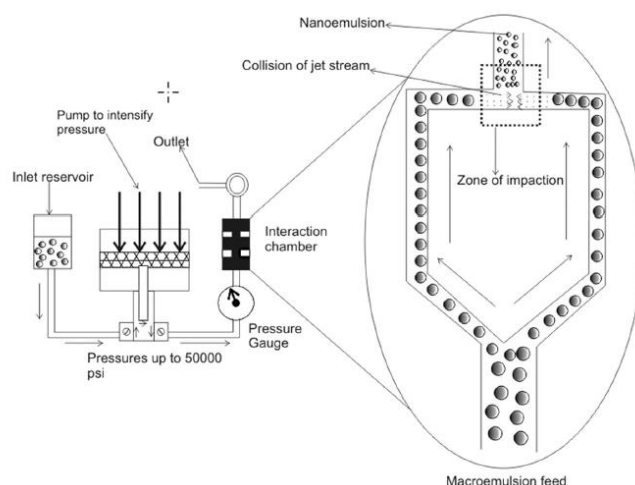 Nanoemulsion
Collision of jet stream
Pump to intensify
pressure
Outlet
Inlet reservoir
Zone of impaction
Interaction
chamber
Pressure
Gauge
Pressures up to 50000
psi
Macroemulsion feed